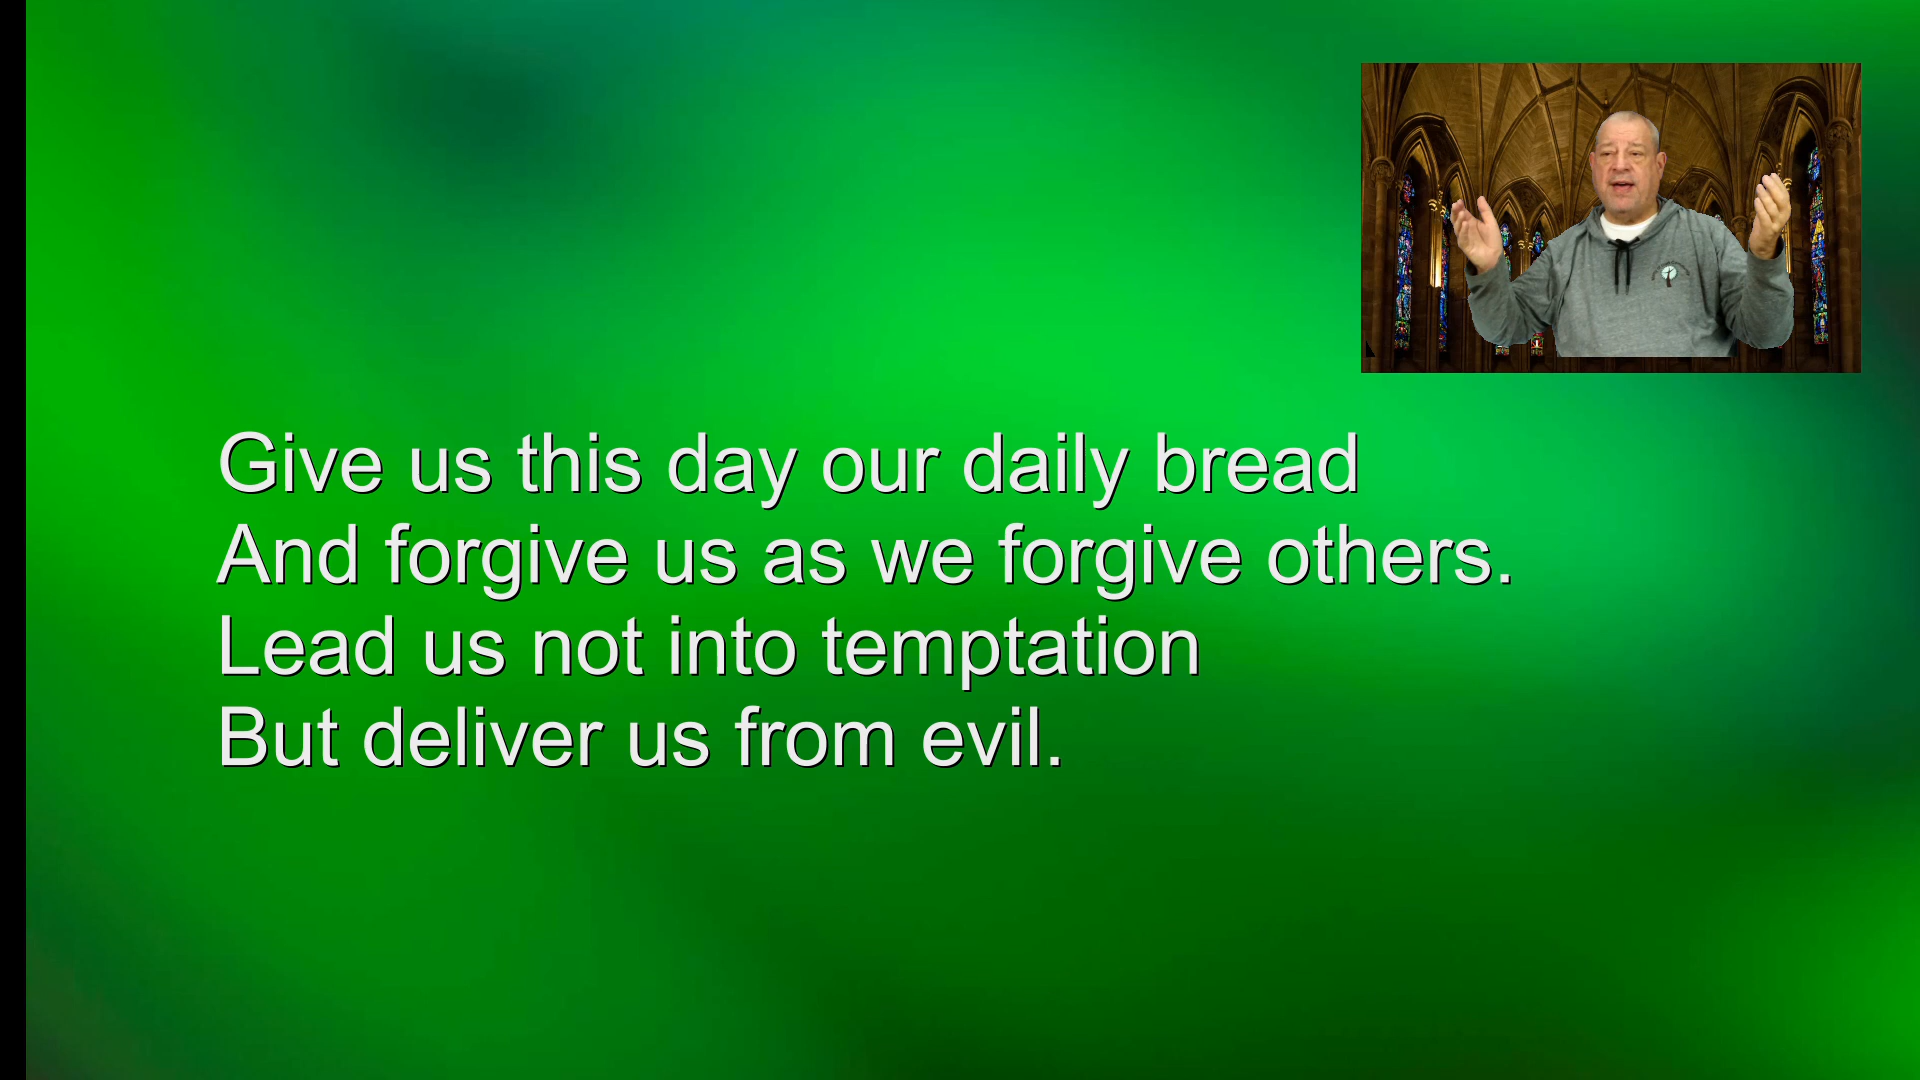 Give us this day our daily bread
And forgive us as we forgive others.
Lead us not into temptation
But deliver us from evil.